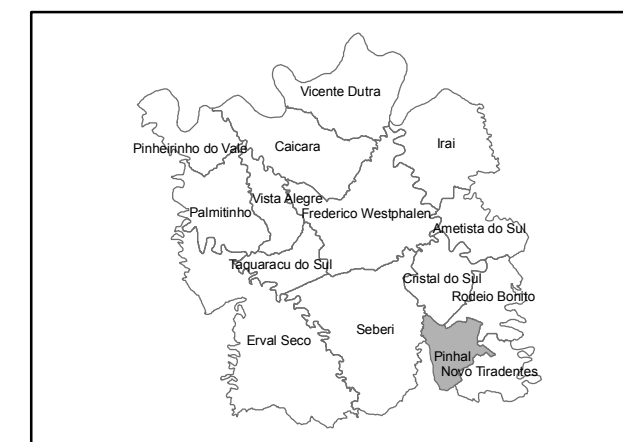 Vicente Dutra
Pinheirinho do Vale
Caicara
Irai
Vista Alegre
Palmitinho
Frederico Westphalen
Ametista do Sul
Taquaracu do Sul
Cristal do Sul
Rodeio Bonito
Erval Seco
Seberi
Pinhal
Novo Tiradentes